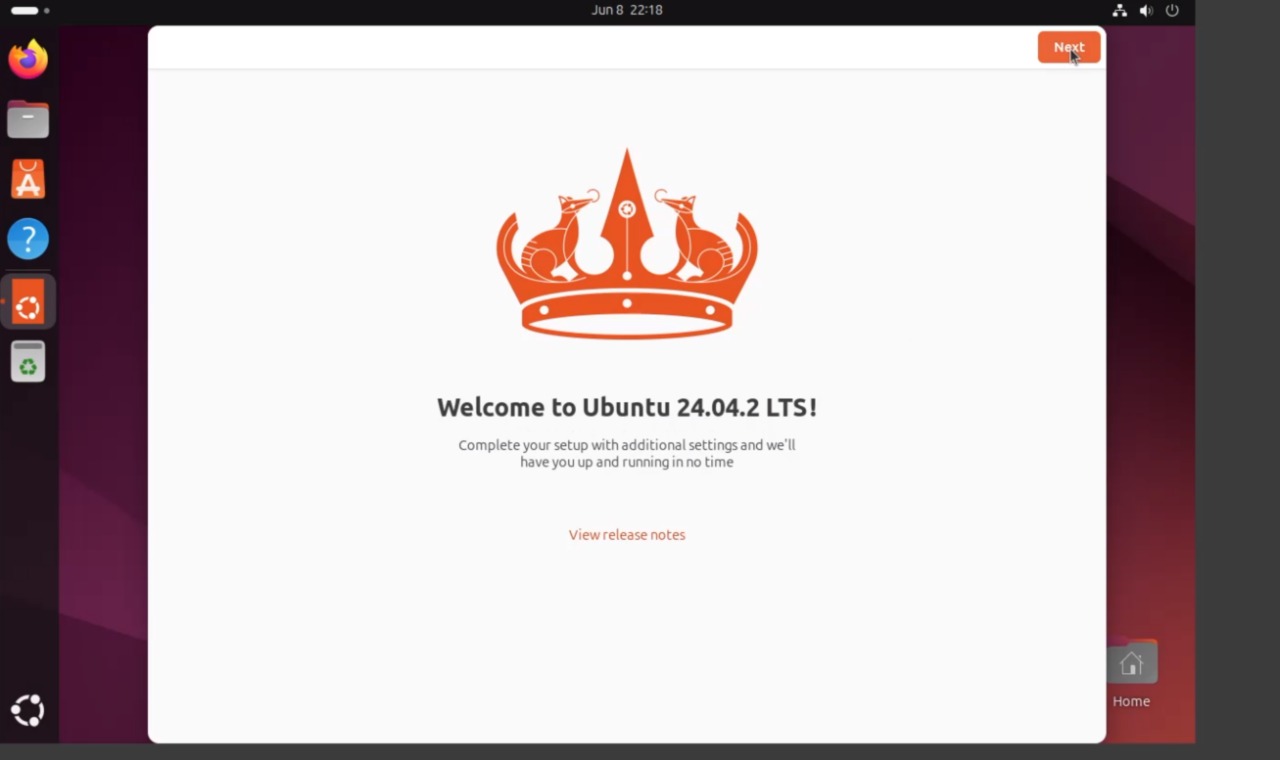 Jun 8 22:18
Next
Welcome to Ubuntu 24.04.2 LTS!
Complete your setup with additional settings and we'll
have you up and running in no time
View release notes
Home